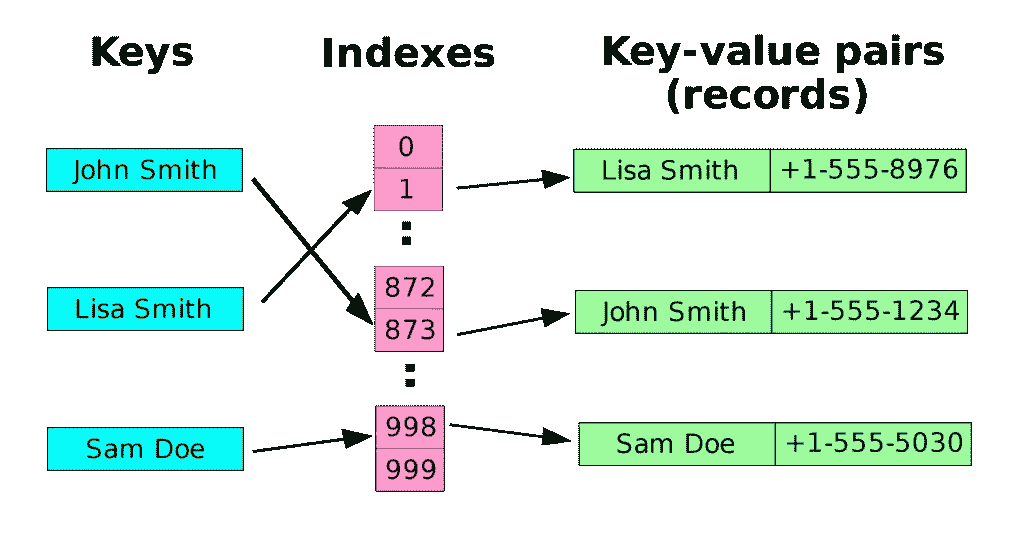 Keys
Indexes
Key-value pairs
(records)
John Smith
Lisa Smith
Sam Doe
0
1
:
872
873
:
998
999
Lisa Smith +1-555-8976
John Smith +1-555-1234
Sam Doe +1-555-5030